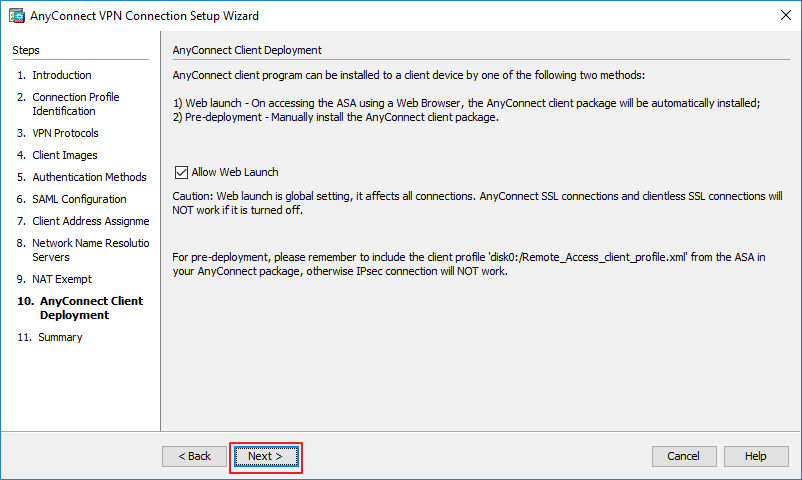 AnyConnect VPN Connection Setup Wizard
Steps
1. Introduction
2. Connection Profile
Identification
3. VPN Protocols
4. Client Images
5. Authentication Methods
6. SAML Configuration
7. Client Address Assignme
8. Network Name Resolutio
Servers
9. NAT Exempt
10. AnyConnect Client
Deployment
11. Summary
AnyConnect Client Deployment
AnyConnect client program can be installed to a client device by one of the following two methods:
1) Web launch - On accessing the ASA using a Web Browser, the AnyConnect client package will be automatically installed;
2) Pre-deployment - Manually install the AnyConnect client package.
Allow Web Launch
Caution: Web launch is global setting, it affects all connections. AnyConnect SSL connections and clientless SSL connections will
NOT work if it is turned off.
For pre-deployment, please remember to include the client profile 'disk0:/Remote_Access_client_profile.xml' from the ASA in
your AnyConnect package, otherwise IPsec connection will NOT work.
< Back
Next >
Cancel
Help